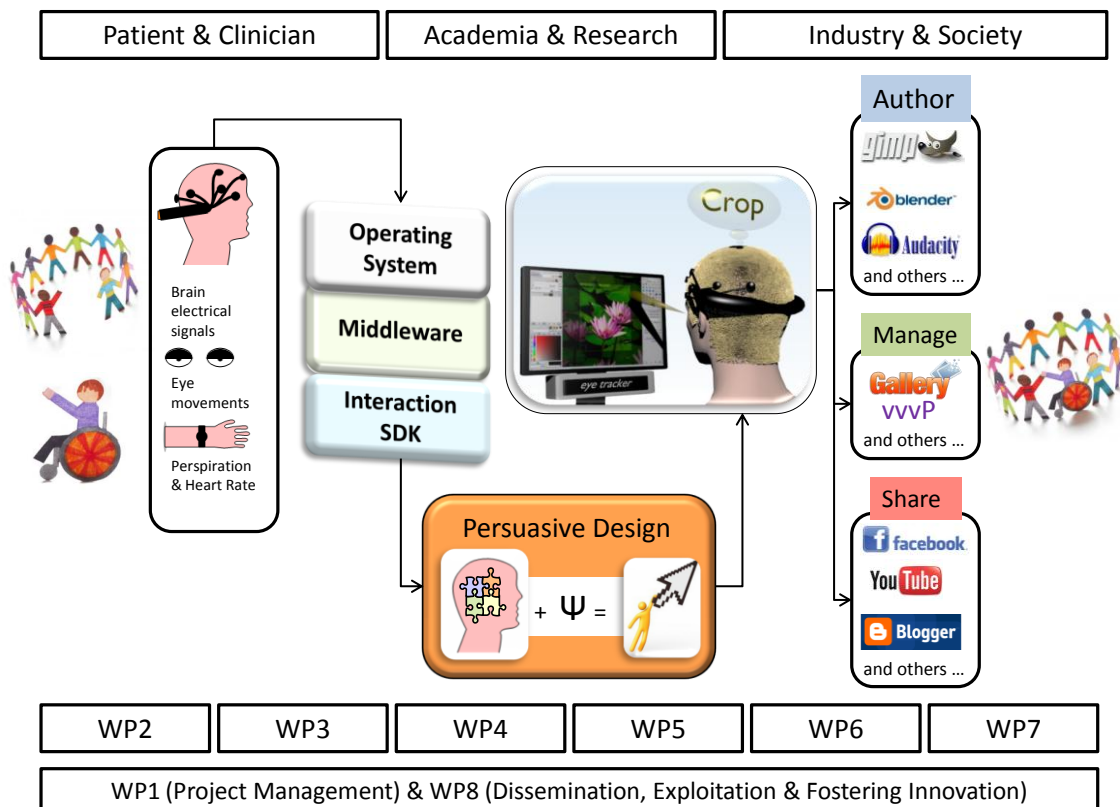 Patient & Clinician
Academia & Research
Industry & Society
Brain
electrical
signals
Eye
movements
Perspiration
& Heart Rate
Operating
System
Middleware
Interaction
SDK
Crop
eye tracker
Persuasive Design
+ Ψ =
Author
gimp
blender™
Audacity®
and others ...
Manage
Gallery
vvvP
and others ...
Share
f facebook.
YouTube
B Blogger
and others ...
WP2
WP3
WP4
WP5
WP6
WP7
WP1 (Project Management) & WP8 (Dissemination, Exploitation & Fostering Innovation)